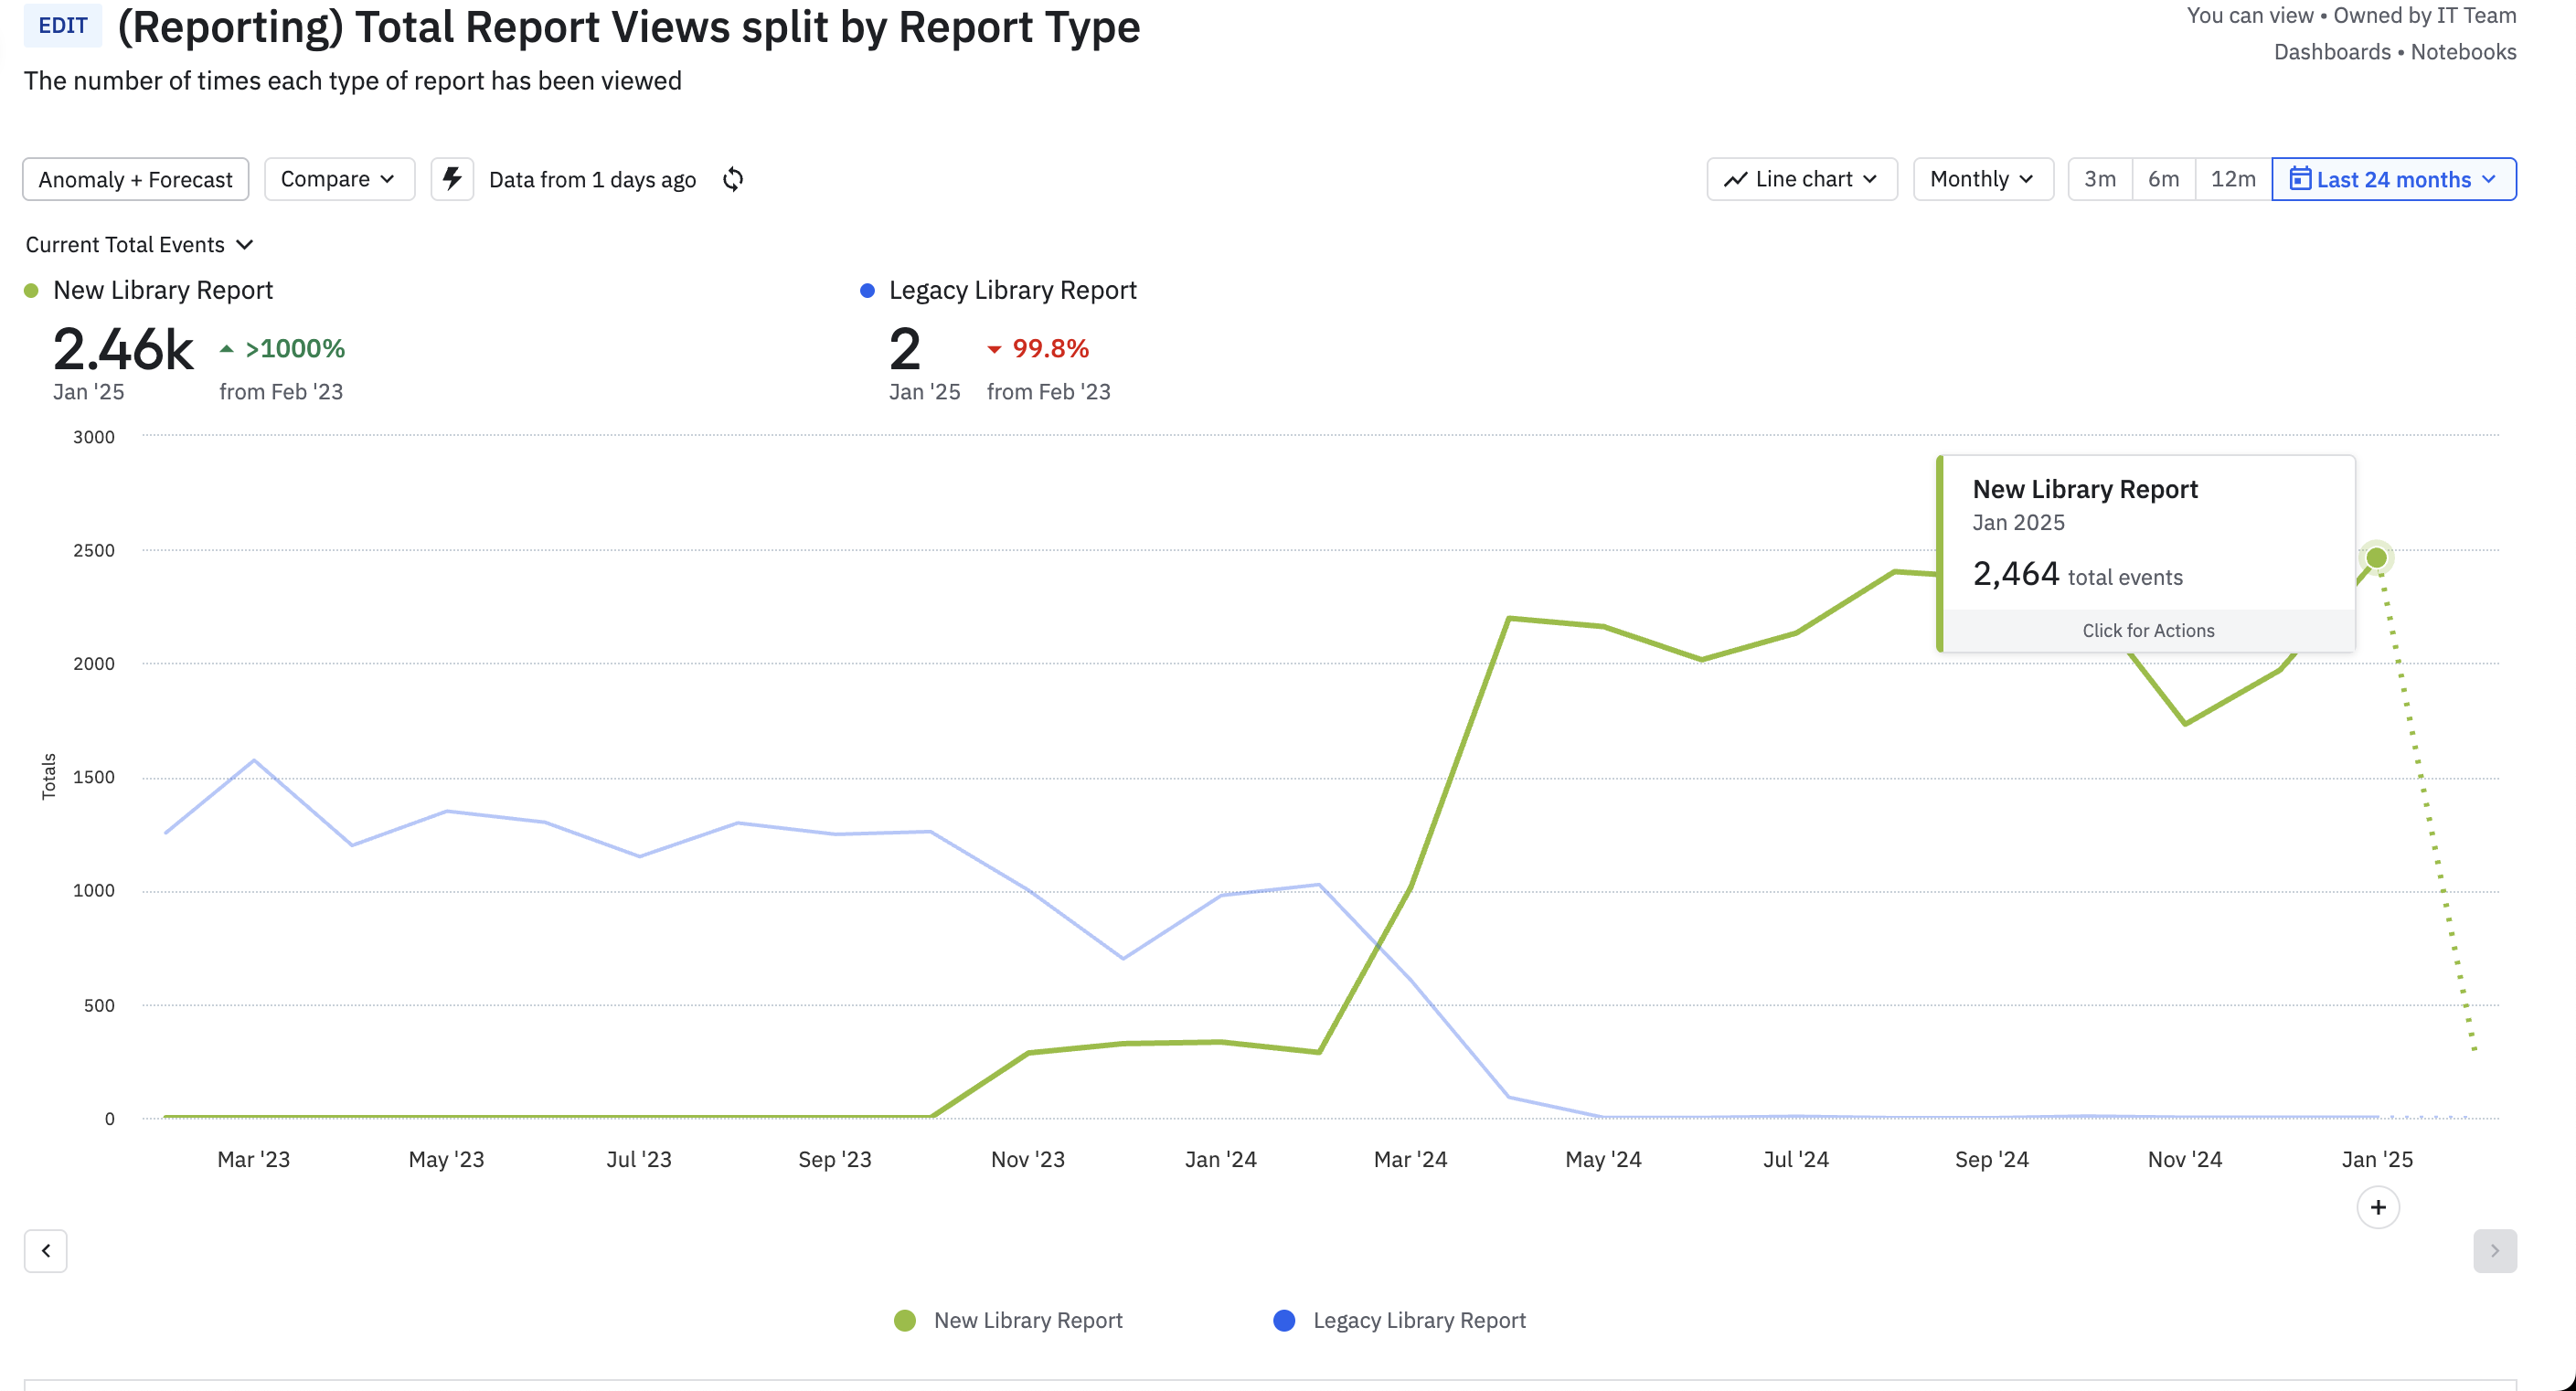 EDIT (Reporting) Total Report Views split by Report Type
You can view • Owned by IT Team
Dashboards • Notebooks
The number of times each type of report has been viewed
Anomaly + Forecast Compare Data from 1 days ago Line chart Monthly 3m 6m 12m Last 24 months
Current Total Events
New Library Report Legacy Library Report
2.46k >1000% 2 99.8%
Jan '25 from Feb '23 Jan '25 from Feb '23
3000
New Library Report
Jan 2025
2500
2,464 total events
Click for Actions
2000
Totals
1500
1000
500
0
Mar '23 May '23 Jul '23 Sep '23 Nov '23 Jan '24 Mar '24 May '24 Jul '24 Sep '24 Nov '24 Jan '25
+
New Library Report Legacy Library Report